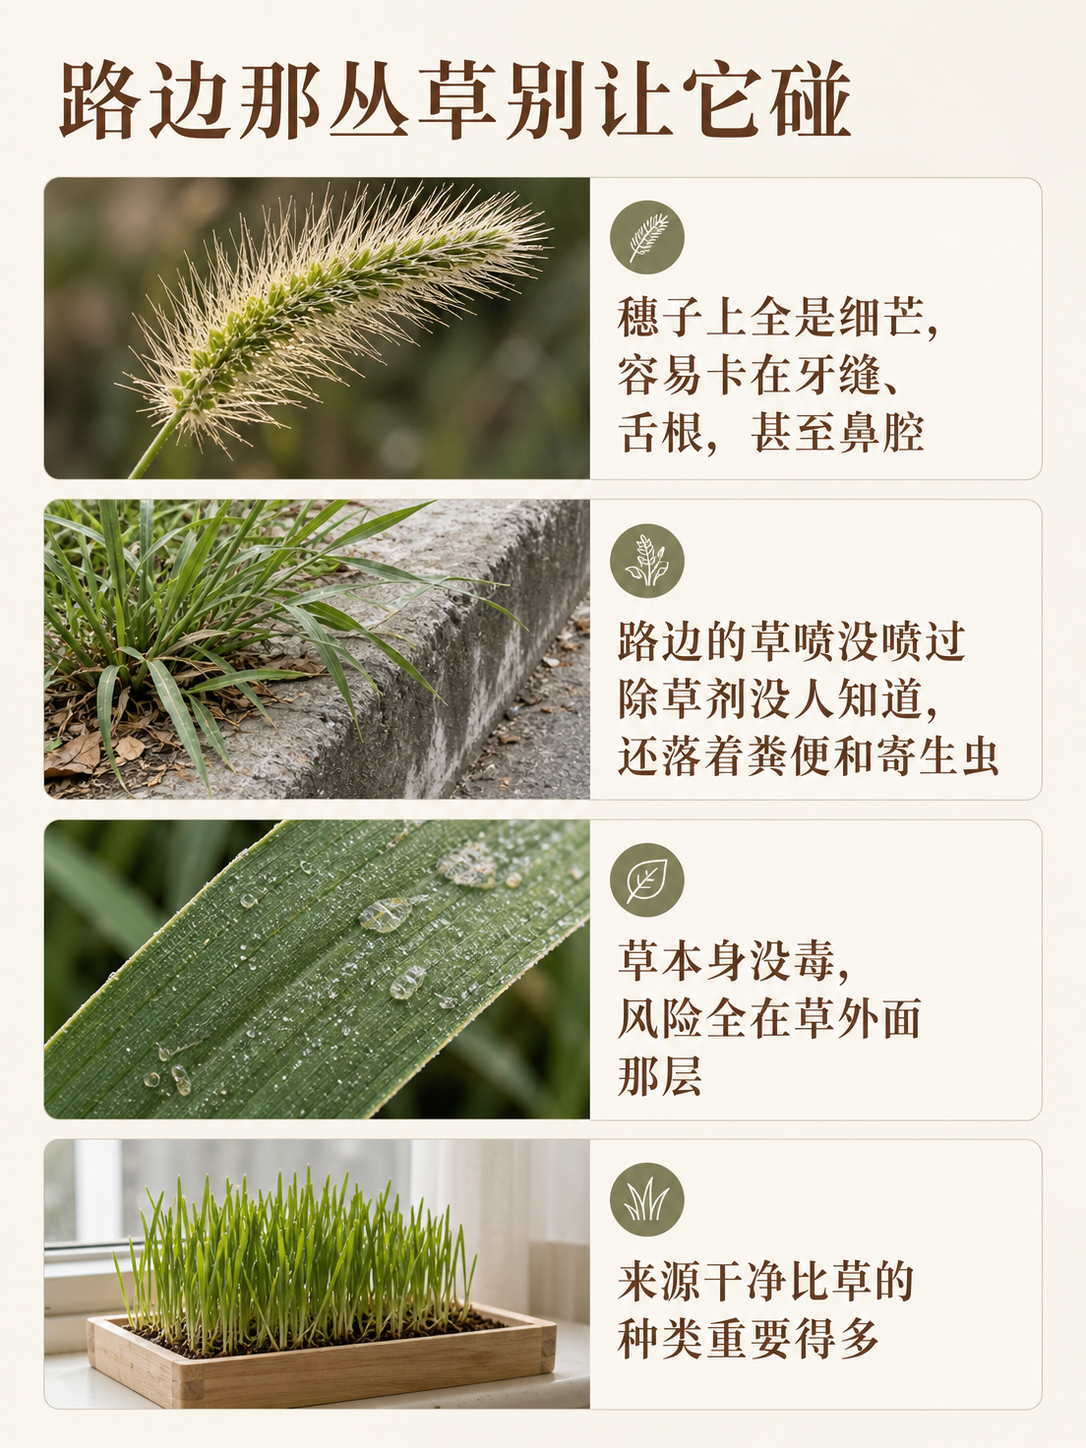 路边那丛草别让它碰
穗子上全是细芒，
容易卡在牙缝、
舌根，甚至鼻腔
路边的草喷没喷过
除草剂没人知道，
还落着粪便和寄生虫
草本身没毒，
风险全在草外面
那层
来源干净比草的
种类重要得多